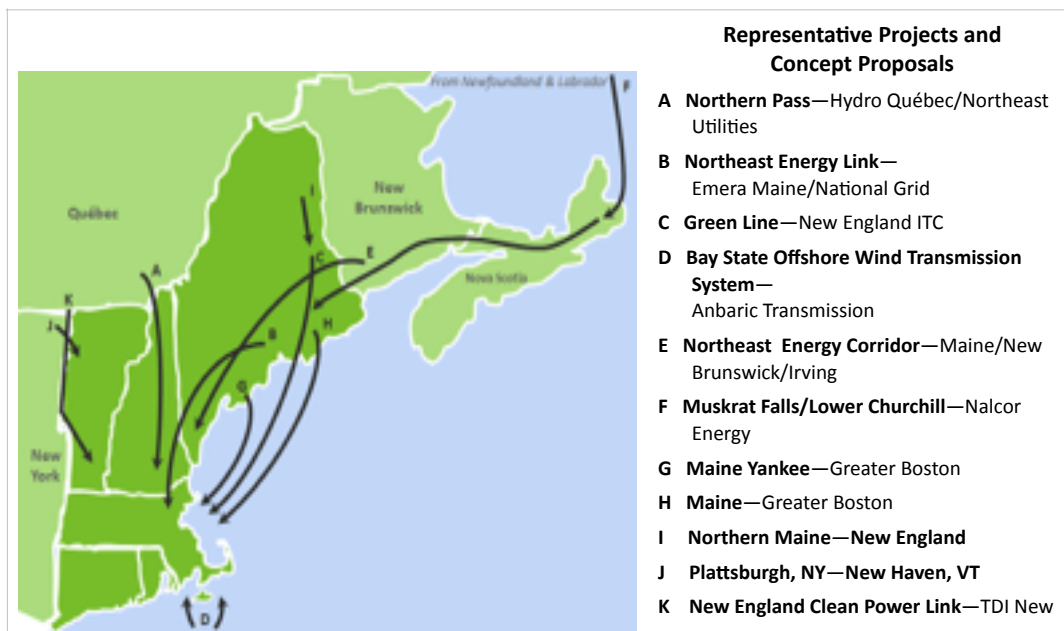 Representative Projects and
Concept Proposals
From Newfoundland & Labrador
F
A Northern Pass—Hydro Québec/Northeast
Utilities
B Northeast Energy Link—
Emera Maine/National Grid
C Green Line—New England ITC
D Bay State Offshore Wind Transmission
System—
Anbaric Transmission
E Northeast Energy Corridor—Maine/New
Brunswick/Irving
F Muskrat Falls/Lower Churchill—Nalcor
Energy
G Maine Yankee—Greater Boston
H Maine—Greater Boston
I Northern Maine—New England
J Plattsburgh, NY—New Haven, VT
K New England Clean Power Link—TDI New
I
New
Brunswick
Québec
C
E
A
Nova Scotia
K
J
H
B
G
New
York
D